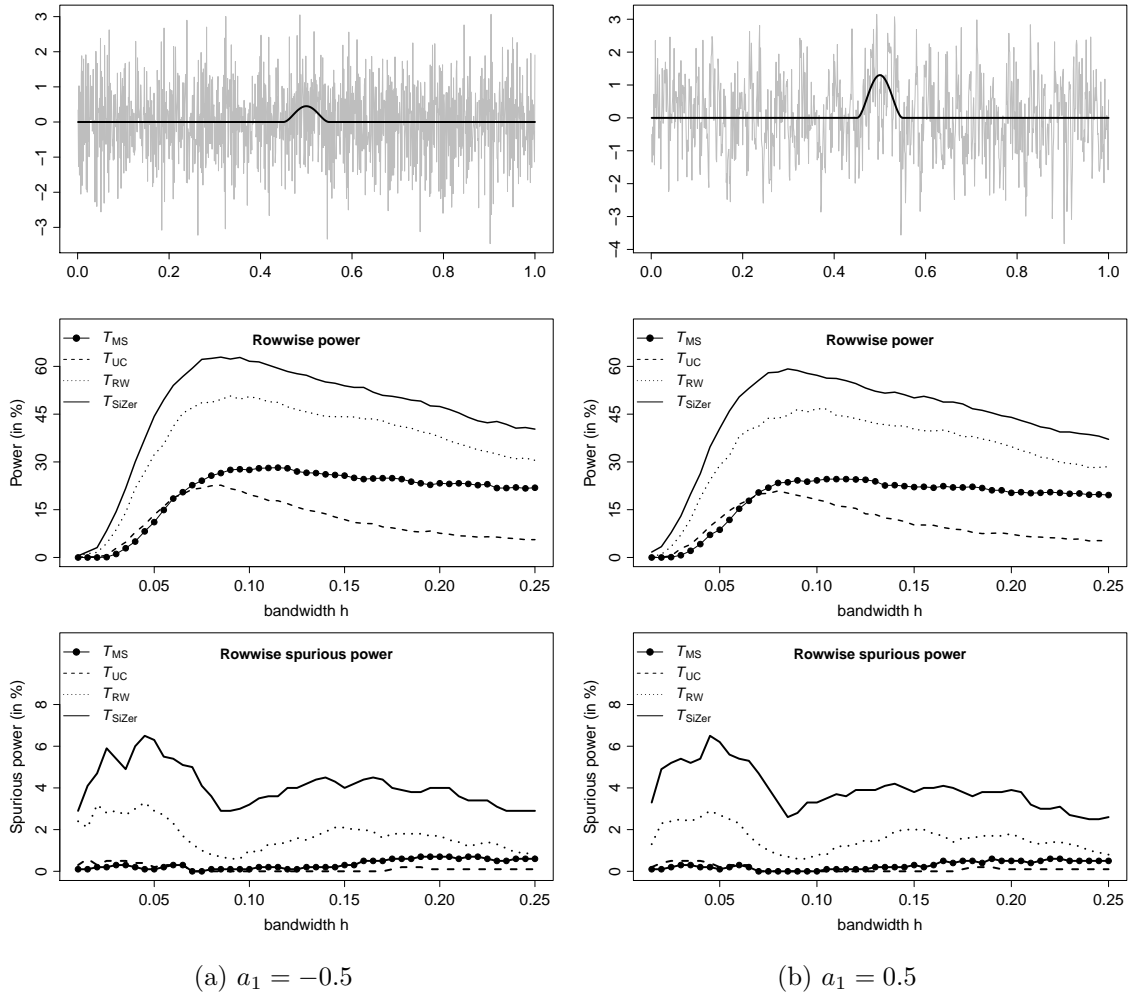 3
2
1
0
-1
-2
-3
0.0 0.2 0.4 0.6 0.8 1.0
3
2
1
0
-1
-2
-3
-4
0.0 0.2 0.4 0.6 0.8 1.0
Rowwise power
T_MS
T_UC
T_RW
T_SiZer
Power (in %)
60
45
30
15
0
0.05 0.10 0.15 0.20 0.25
bandwidth h
Rowwise power
T_MS
T_UC
T_RW
T_SiZer
Power (in %)
60
45
30
15
0
0.05 0.10 0.15 0.20 0.25
bandwidth h
Rowwise spurious power
T_MS
T_UC
T_RW
T_SiZer
Spurious power (in %)
8
6
4
2
0
0.05 0.10 0.15 0.20 0.25
bandwidth h
Rowwise spurious power
T_MS
T_UC
T_RW
T_SiZer
Spurious power (in %)
8
6
4
2
0
0.05 0.10 0.15 0.20 0.25
bandwidth h
(a) a₁ = −0.5
(b) a₁ = 0.5